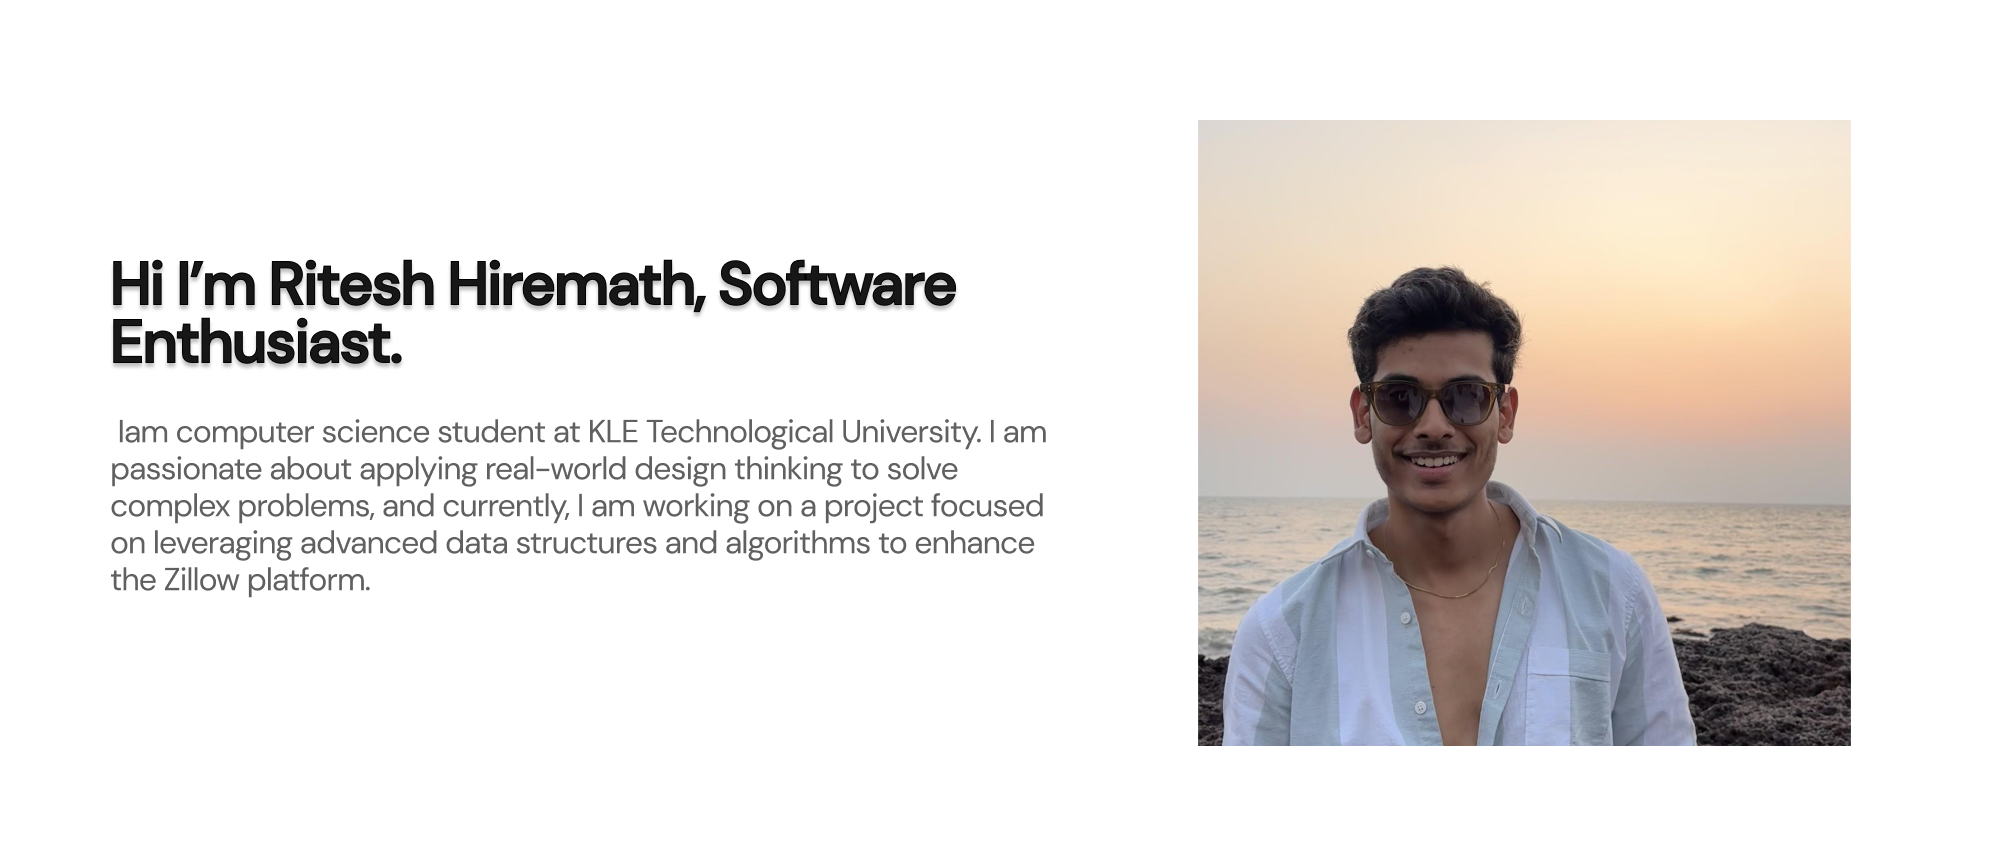 Hi I’m Ritesh Hiremath, Software
Enthusiast.
Iam computer science student at KLE Technological University. I am
passionate about applying real-world design thinking to solve
complex problems, and currently, I am working on a project focused
on leveraging advanced data structures and algorithms to enhance
the Zillow platform.